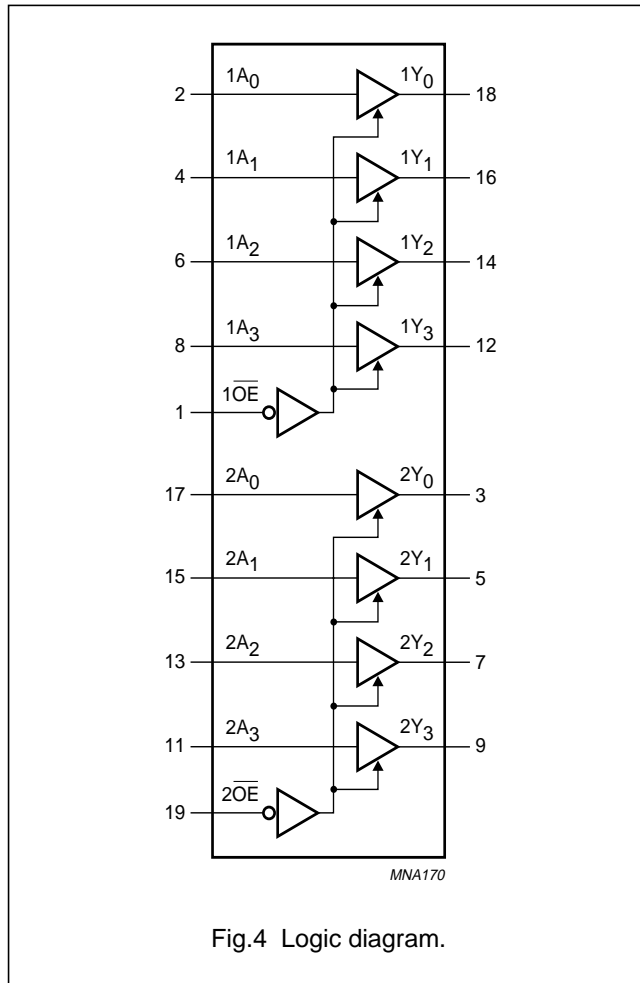 2 1A0 1Y0 18
4 1A1 1Y1 16
6 1A2 1Y2 14
8 1A3 1Y3 12
1 1O̅E̅
17 2A0 2Y0 3
15 2A1 2Y1 5
13 2A2 2Y2 7
11 2A3 2Y3 9
19 2O̅E̅
MNA170
Fig.4 Logic diagram.